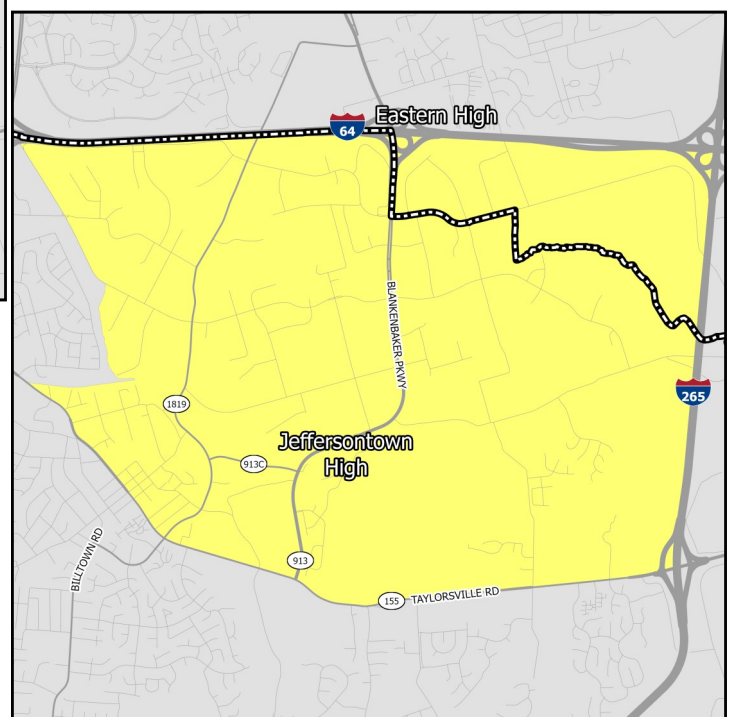 Eastern High
64
BLANKENBAKER PKWY
265
1819
Jeffersontown
High
913C
BILLTOWN RD
913
155
TAYLORSVILLE RD